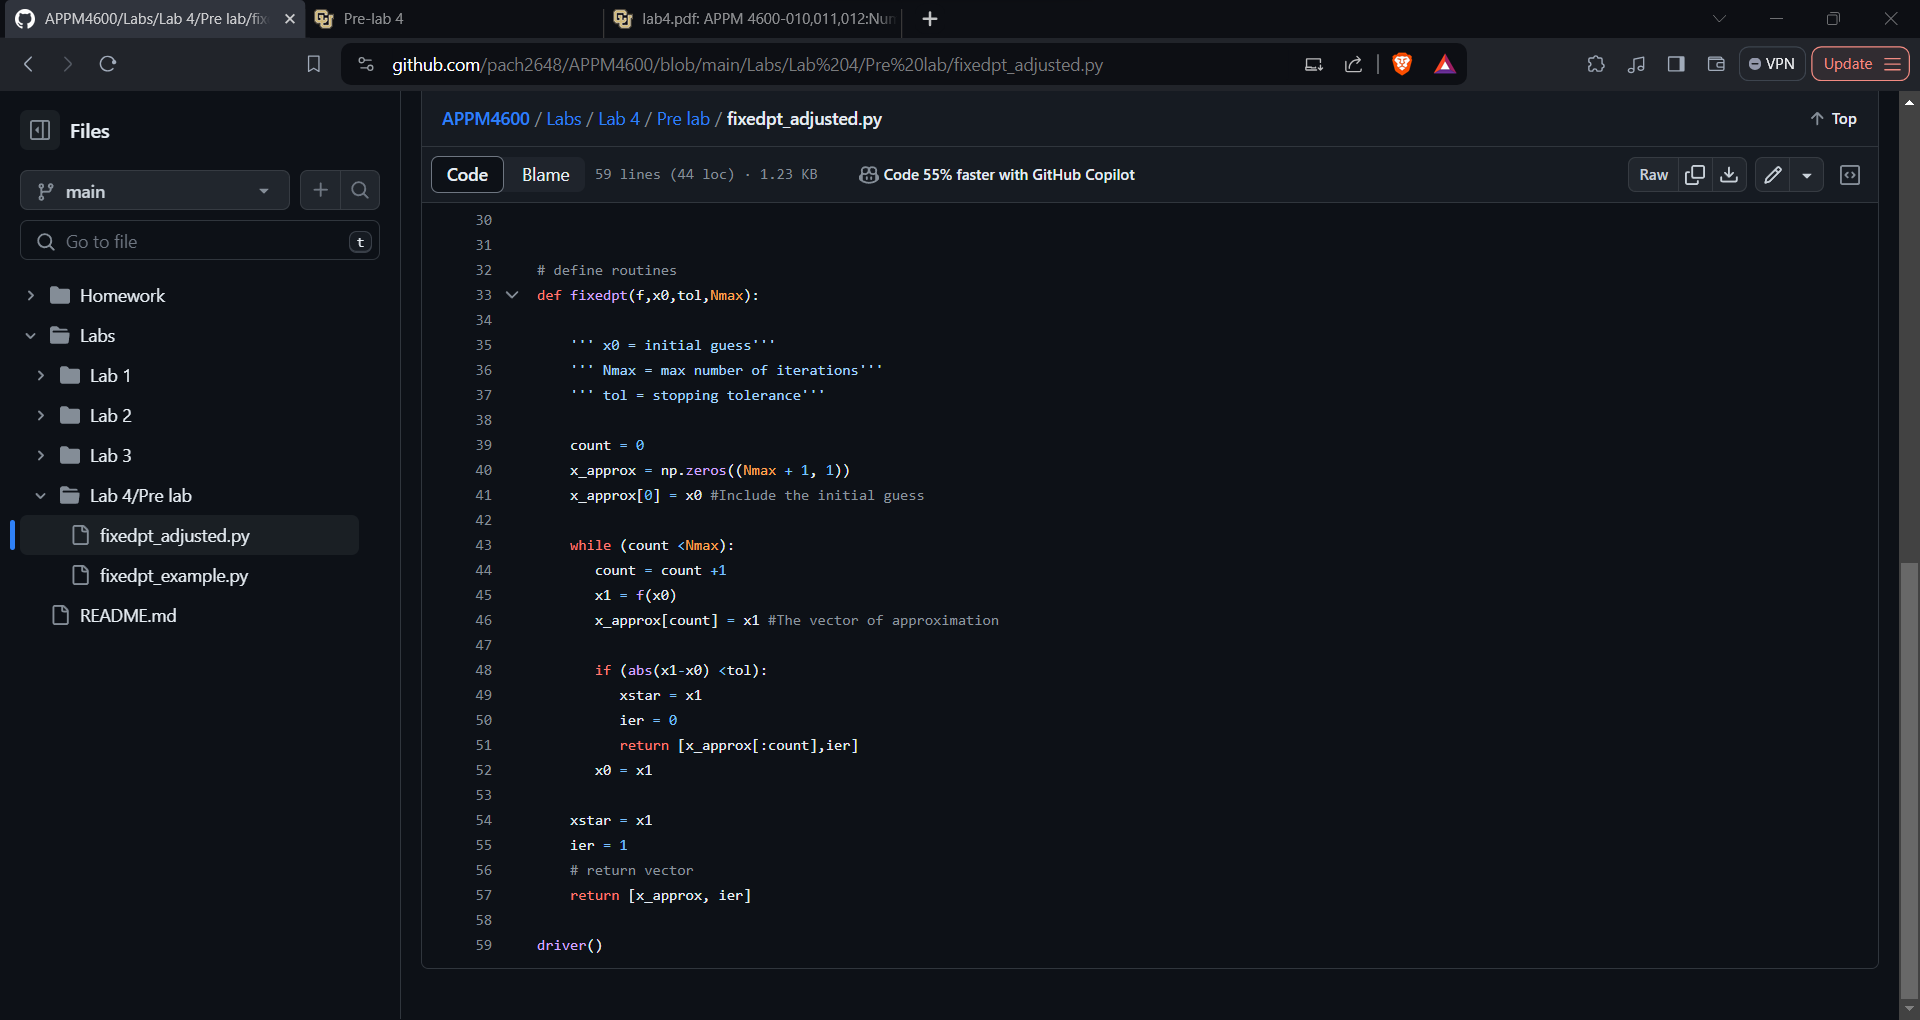 APPM4600/Labs/Lab 4/Pre lab/fix
Pre-lab 4
lab4.pdf: APPM 4600-010,011,012:Nun
github.com/pach2648/APPM4600/blob/main/Labs/Lab%204/Pre%20lab/fixedpt_adjusted.py
VPN
Update
Files
main
Go to file
t
Homework
Labs
Lab 1
Lab 2
Lab 3
Lab 4/Pre lab
fixedpt_adjusted.py
fixedpt_example.py
README.md
APPM4600 / Labs / Lab 4 / Pre lab / fixedpt_adjusted.py
Top
Code
Blame
59 lines (44 loc) · 1.23 KB
Code 55% faster with GitHub Copilot
Raw
30
31
32 # define routines
33 def fixedpt(f,x0,tol,Nmax):
34
35 ''' x0 = initial guess'''
36 ''' Nmax = max number of iterations'''
37 ''' tol = stopping tolerance'''
38
39 count = 0
40 x_approx = np.zeros((Nmax + 1, 1))
41 x_approx[0] = x0 #Include the initial guess
42
43 while (count <Nmax):
44 count = count +1
45 x1 = f(x0)
46 x_approx[count] = x1 #The vector of approximation
47
48 if (abs(x1-x0) <tol):
49 xstar = x1
50 ier = 0
51 return [x_approx[:count],ier]
52 x0 = x1
53
54 xstar = x1
55 ier = 1
56 # return vector
57 return [x_approx, ier]
58
59 driver()